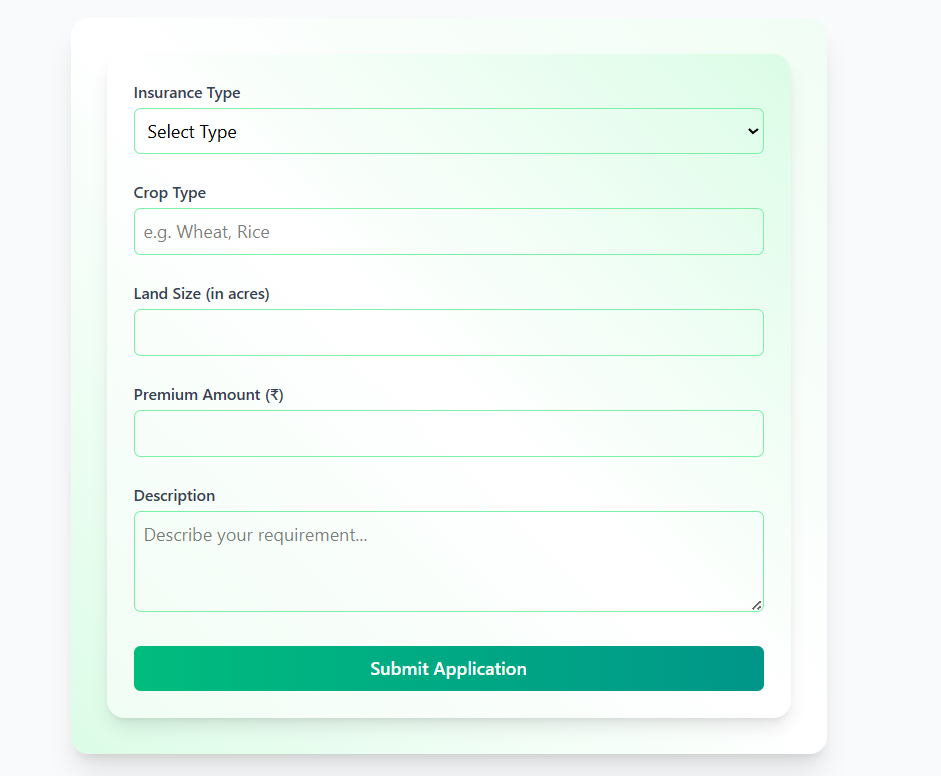 Insurance Type
Select Type
Crop Type
e.g. Wheat, Rice
Land Size (in acres)
Premium Amount (₹)
Description
Describe your requirement...
Submit Application